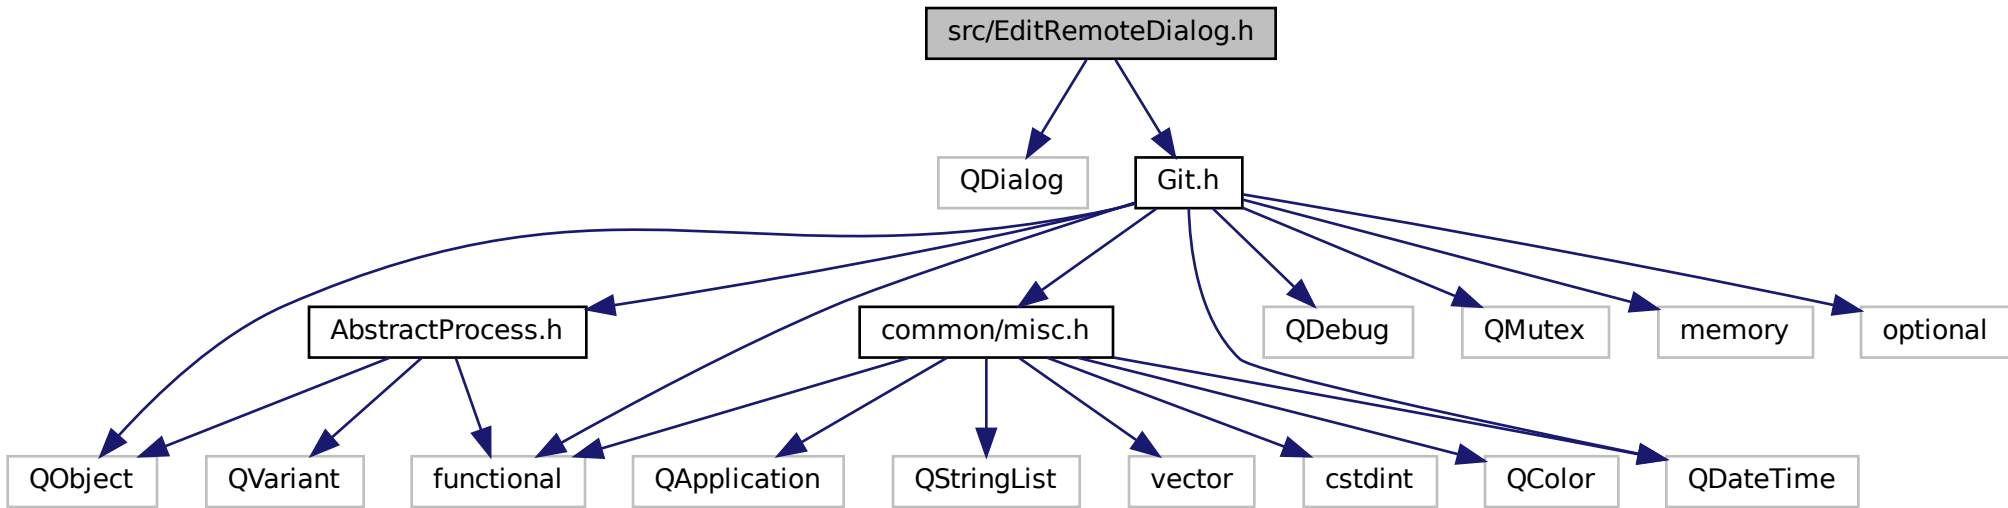 src/EditRemoteDialog.h
QDialog
Git.h
AbstractProcess.h
common/misc.h
QDebug
QMutex
memory
optional
QObject
QVariant
functional
QApplication
QStringList
vector
cstdint
QColor
QDateTime